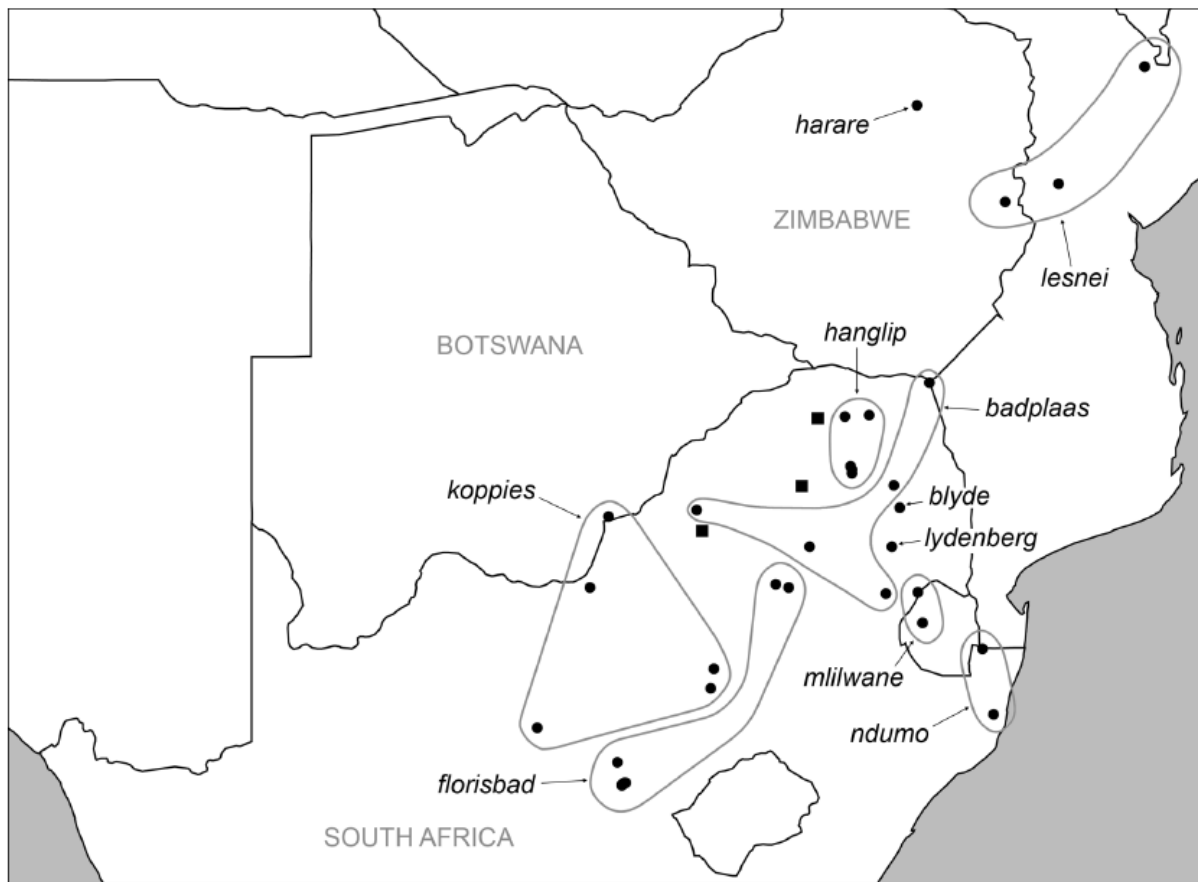 harare
ZIMBABWE
lesnei
hanglip
BOTSWANA
badplaas
koppies
blyde
lydenberg
mlilwane
ndumo
florisbad
SOUTH AFRICA